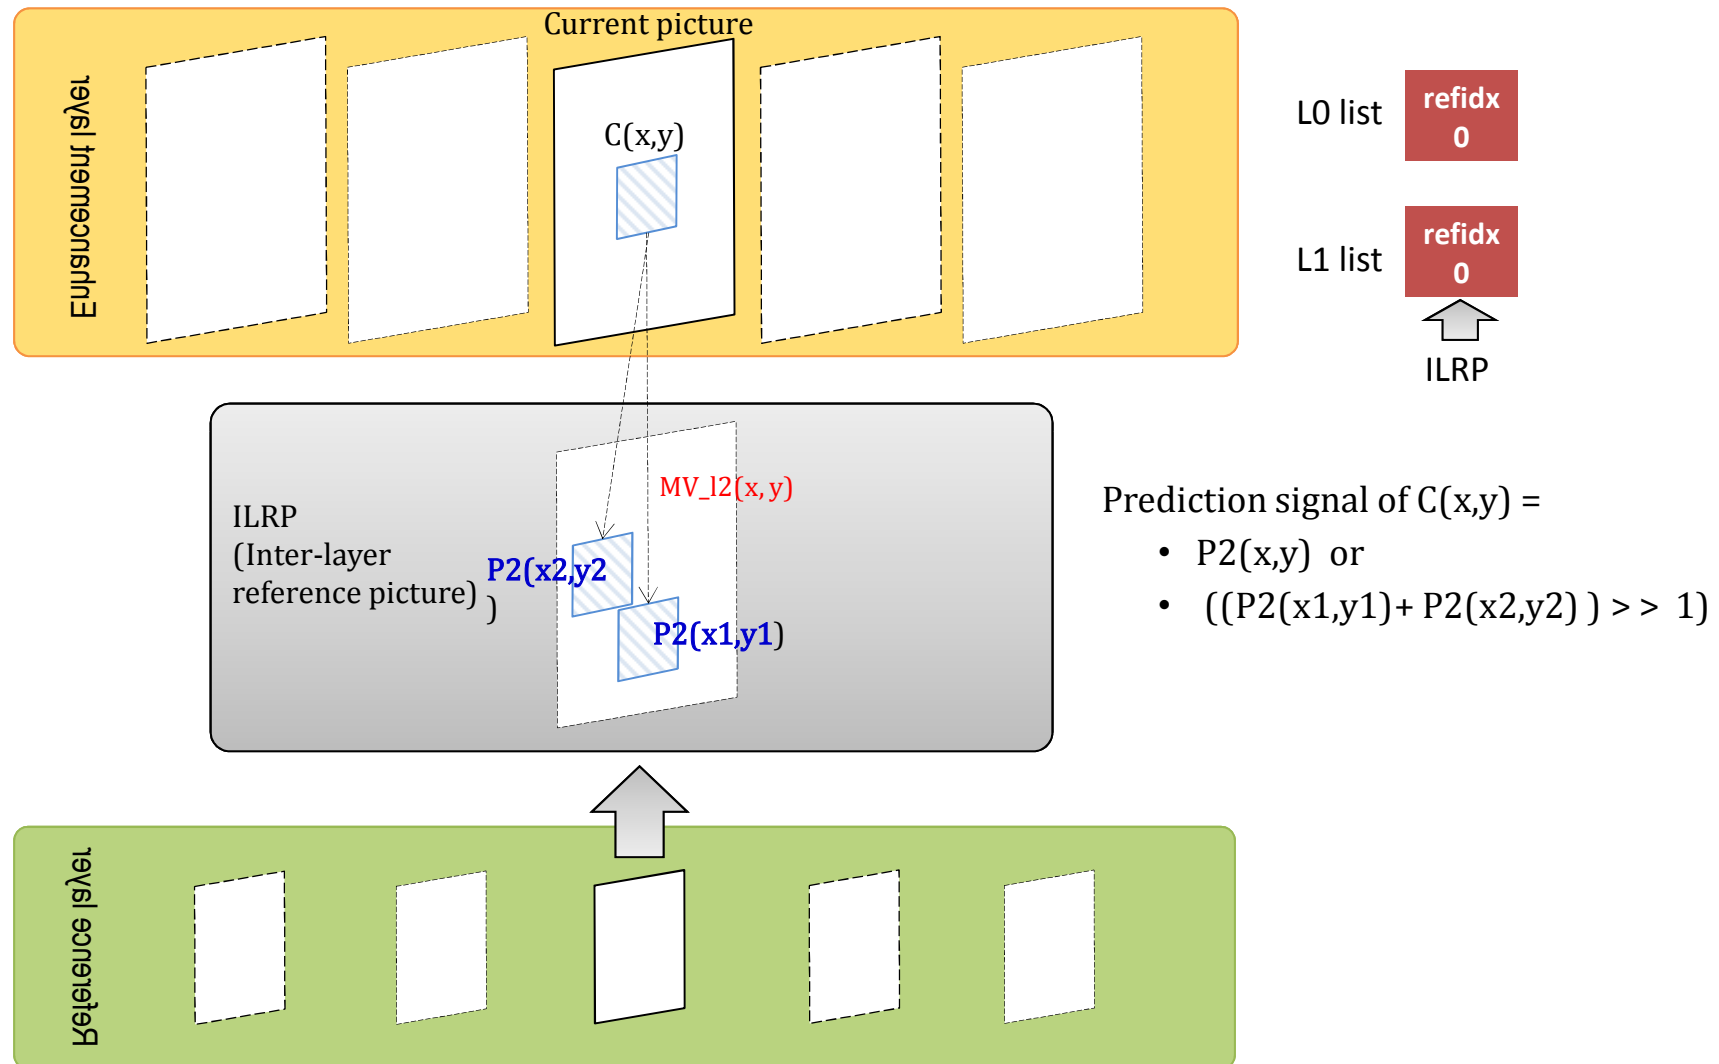 Current picture
Enhancement layer
C(x,y)
L0 list
refidx
0
L1 list
refidx
0
ILRP
MV_l2(x, y)
ILRP
(Inter-layer
reference picture)
P2(x2,y2
)
P2(x1,y1)
Prediction signal of C(x,y) =
• P2(x,y) or
• ((P2(x1,y1)+ P2(x2,y2) ) > > 1)
Reference layer